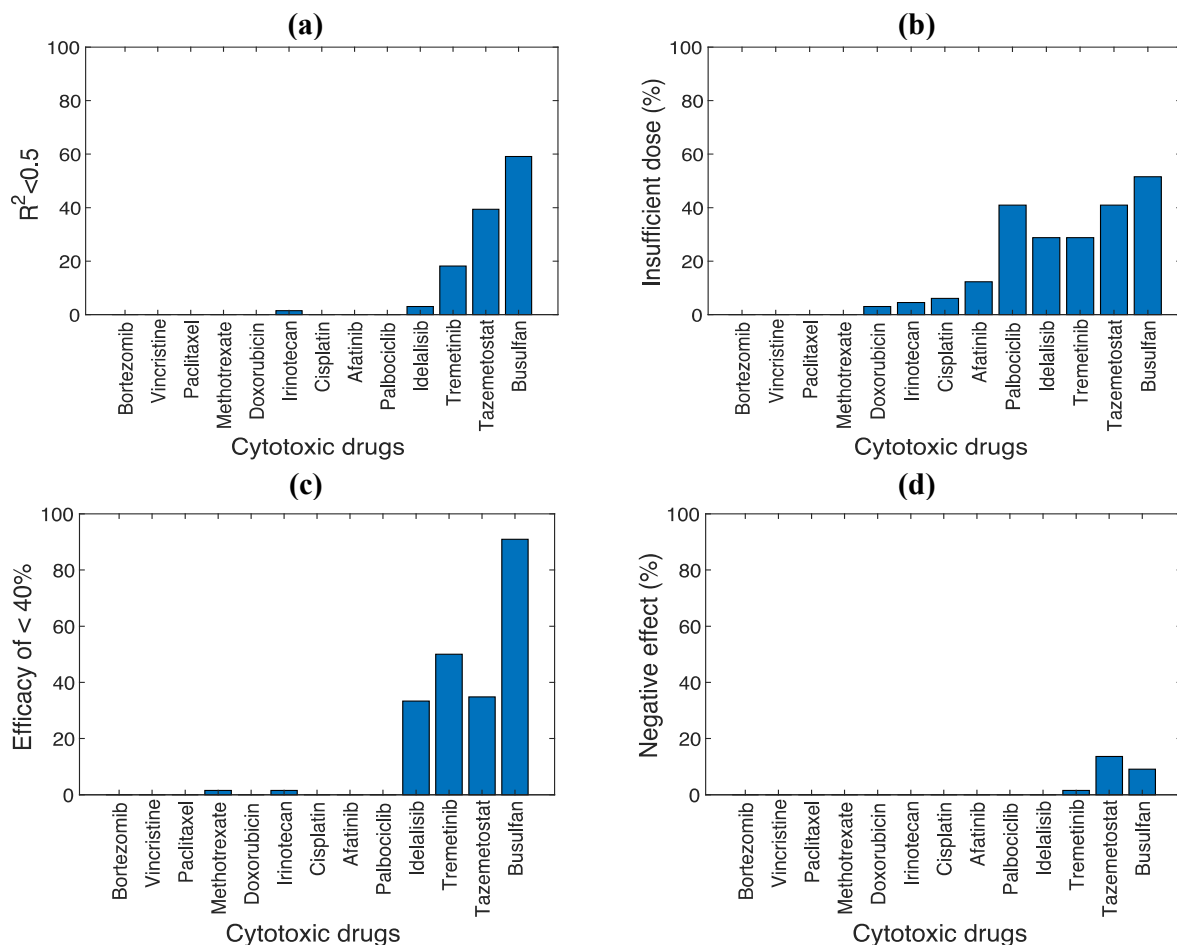 (a)
R²<0.5
100
80
60
40
20
0
Bortezomib
Vincristine
Paclitaxel
Methotrexate
Doxorubicin
Irinotecan
Cisplatin
Afatinib
Palbociclib
Idelalisib
Tremetinib
Tazemetostat
Busulfan
Cytotoxic drugs
(b)
Insufficient dose (%)
100
80
60
40
20
0
Bortezomib
Vincristine
Paclitaxel
Methotrexate
Doxorubicin
Irinotecan
Cisplatin
Afatinib
Palbociclib
Idelalisib
Tremetinib
Tazemetostat
Busulfan
Cytotoxic drugs
(c)
Efficacy of < 40%
100
80
60
40
20
0
Bortezomib
Vincristine
Paclitaxel
Methotrexate
Doxorubicin
Irinotecan
Cisplatin
Afatinib
Palbociclib
Idelalisib
Tremetinib
Tazemetostat
Busulfan
Cytotoxic drugs
(d)
Negative effect (%)
100
80
60
40
20
0
Bortezomib
Vincristine
Paclitaxel
Methotrexate
Doxorubicin
Irinotecan
Cisplatin
Afatinib
Palbociclib
Idelalisib
Tremetinib
Tazemetostat
Busulfan
Cytotoxic drugs